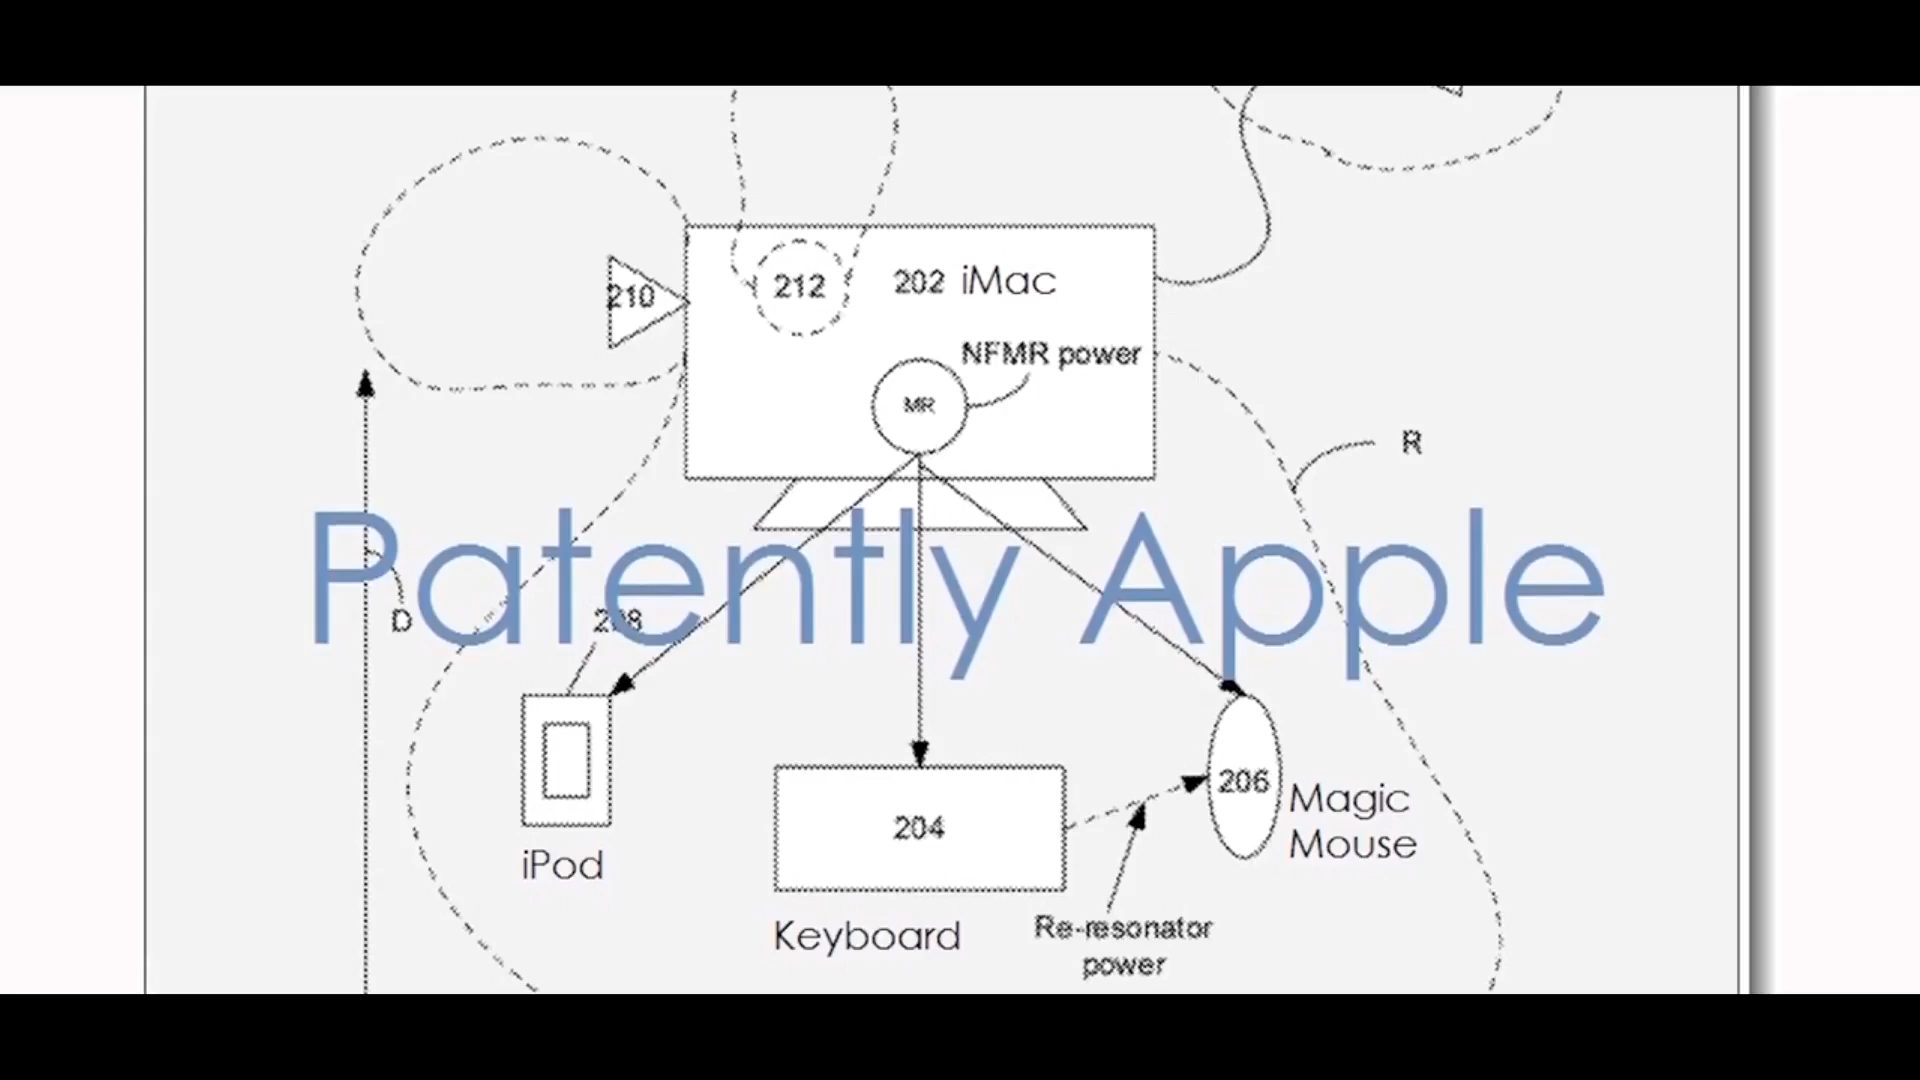 210
212
202 iMac
NFMR power
MR
R
Patently Apple
D
208
204
206
Magic
Mouse
iPod
Keyboard
Re-resonator
power